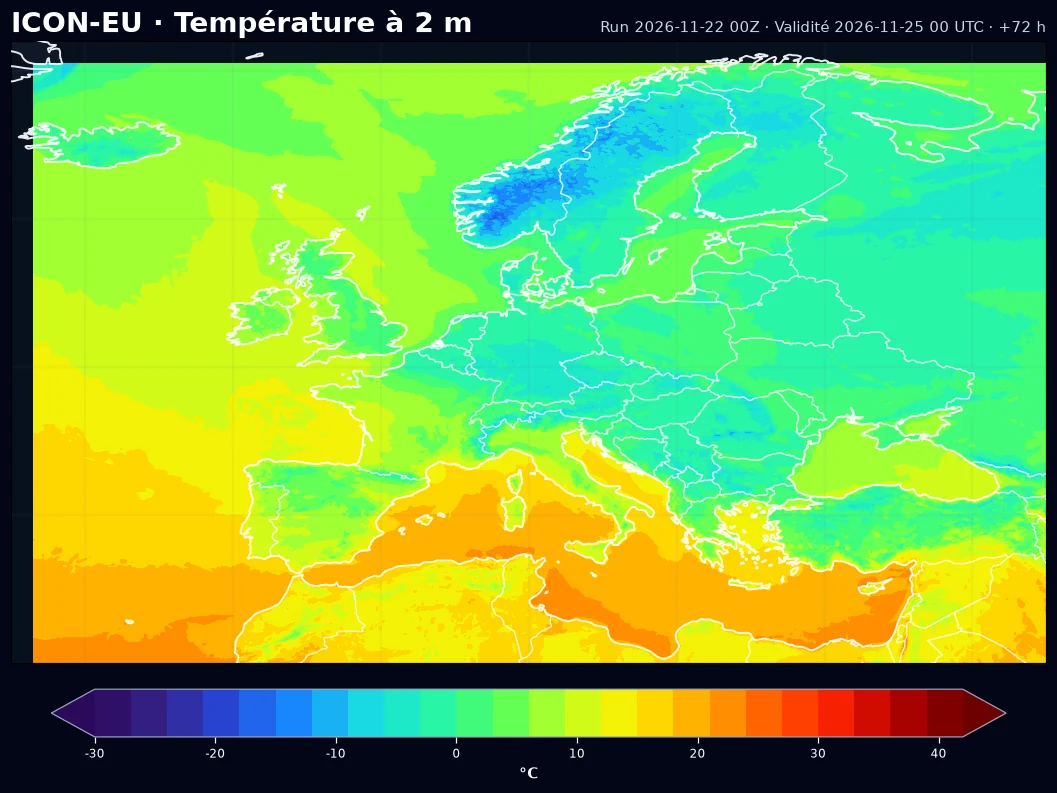 ICON-EU · Température à 2 m
Run 2026-11-22 00Z · Validité 2026-11-25 00 UTC · +72 h
-30 -20 -10 0 10 20 30 40
°C